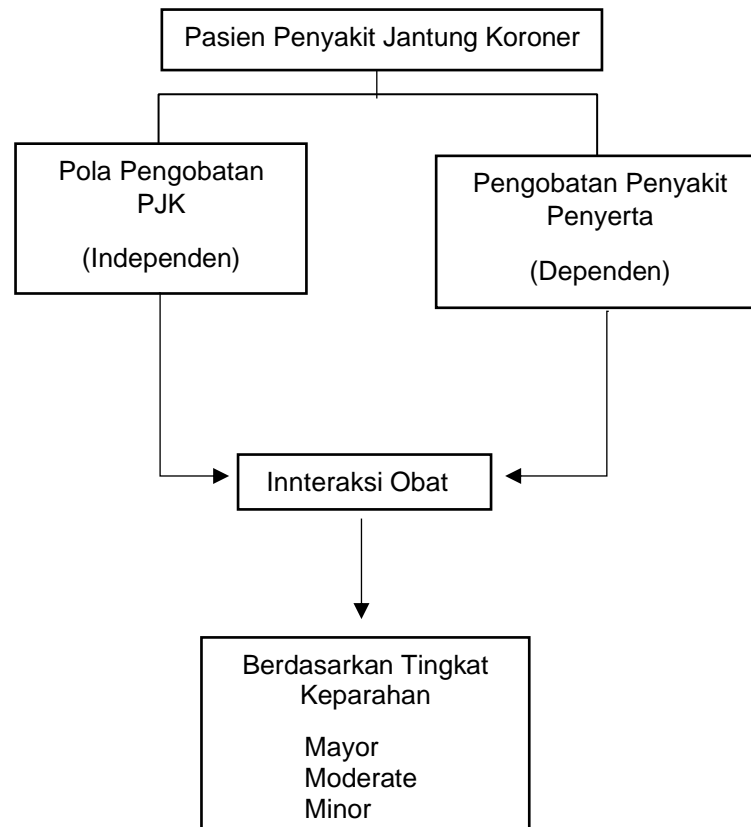 Pasien Penyakit Jantung Koroner
Pola Pengobatan
PJK
(Independen)
Pengobatan Penyakit
Penyerta
(Dependen)
Innteraksi Obat
Berdasarkan Tingkat
Keparahan
Mayor
Moderate
Minor